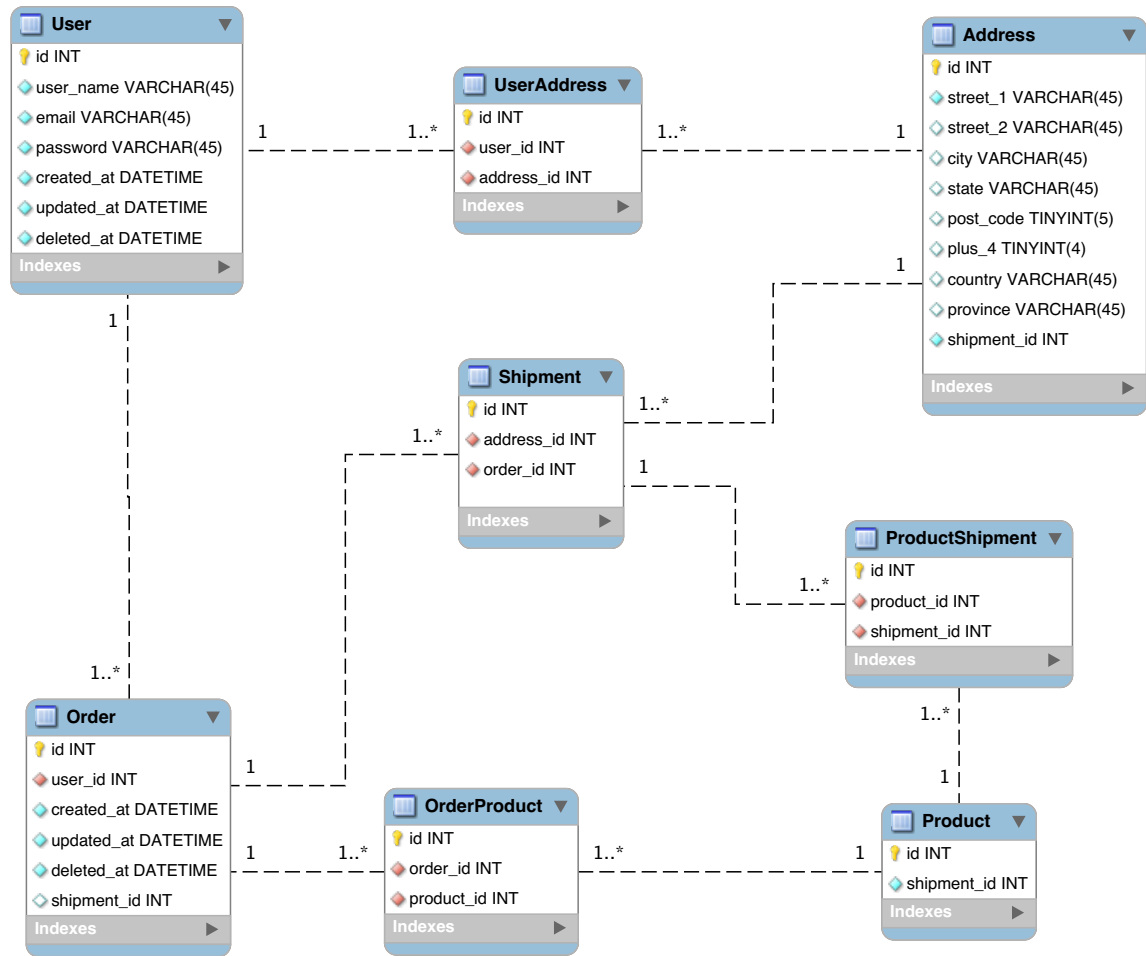 User
id INT
user_name VARCHAR(45)
email VARCHAR(45)
password VARCHAR(45)
created_at DATETIME
updated_at DATETIME
deleted_at DATETIME
Indexes
1
1..*
UserAddress
id INT
user_id INT
address_id INT
Indexes
1..*
1
Address
id INT
street_1 VARCHAR(45)
street_2 VARCHAR(45)
city VARCHAR(45)
state VARCHAR(45)
post_code TINYINT(5)
plus_4 TINYINT(4)
country VARCHAR(45)
province VARCHAR(45)
shipment_id INT
Indexes
1
1
1..*
Shipment
id INT
address_id INT
order_id INT
Indexes
1..*
1..*
1
1..*
ProductShipment
id INT
product_id INT
shipment_id INT
Indexes
1..*
1
Order
id INT
user_id INT
created_at DATETIME
updated_at DATETIME
deleted_at DATETIME
shipment_id INT
Indexes
1
1
1..*
OrderProduct
id INT
order_id INT
product_id INT
Indexes
1..*
1
Product
id INT
shipment_id INT
Indexes